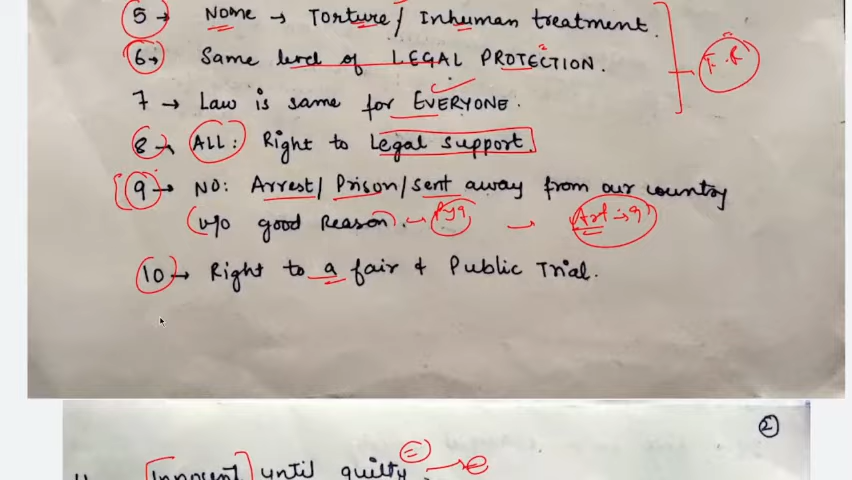 5 → None → Torture / Inhuman treatment.
6 → Same level of LEGAL PROTECTION.
7 → Law is same for EVERYONE.
8 → ALL: Right to Legal support.
9 → NO: Arrest / Prison / sent away from our country
(w/o good Reason).
10 → Right to a fair & Public Trial.
2
Innocent until guilty